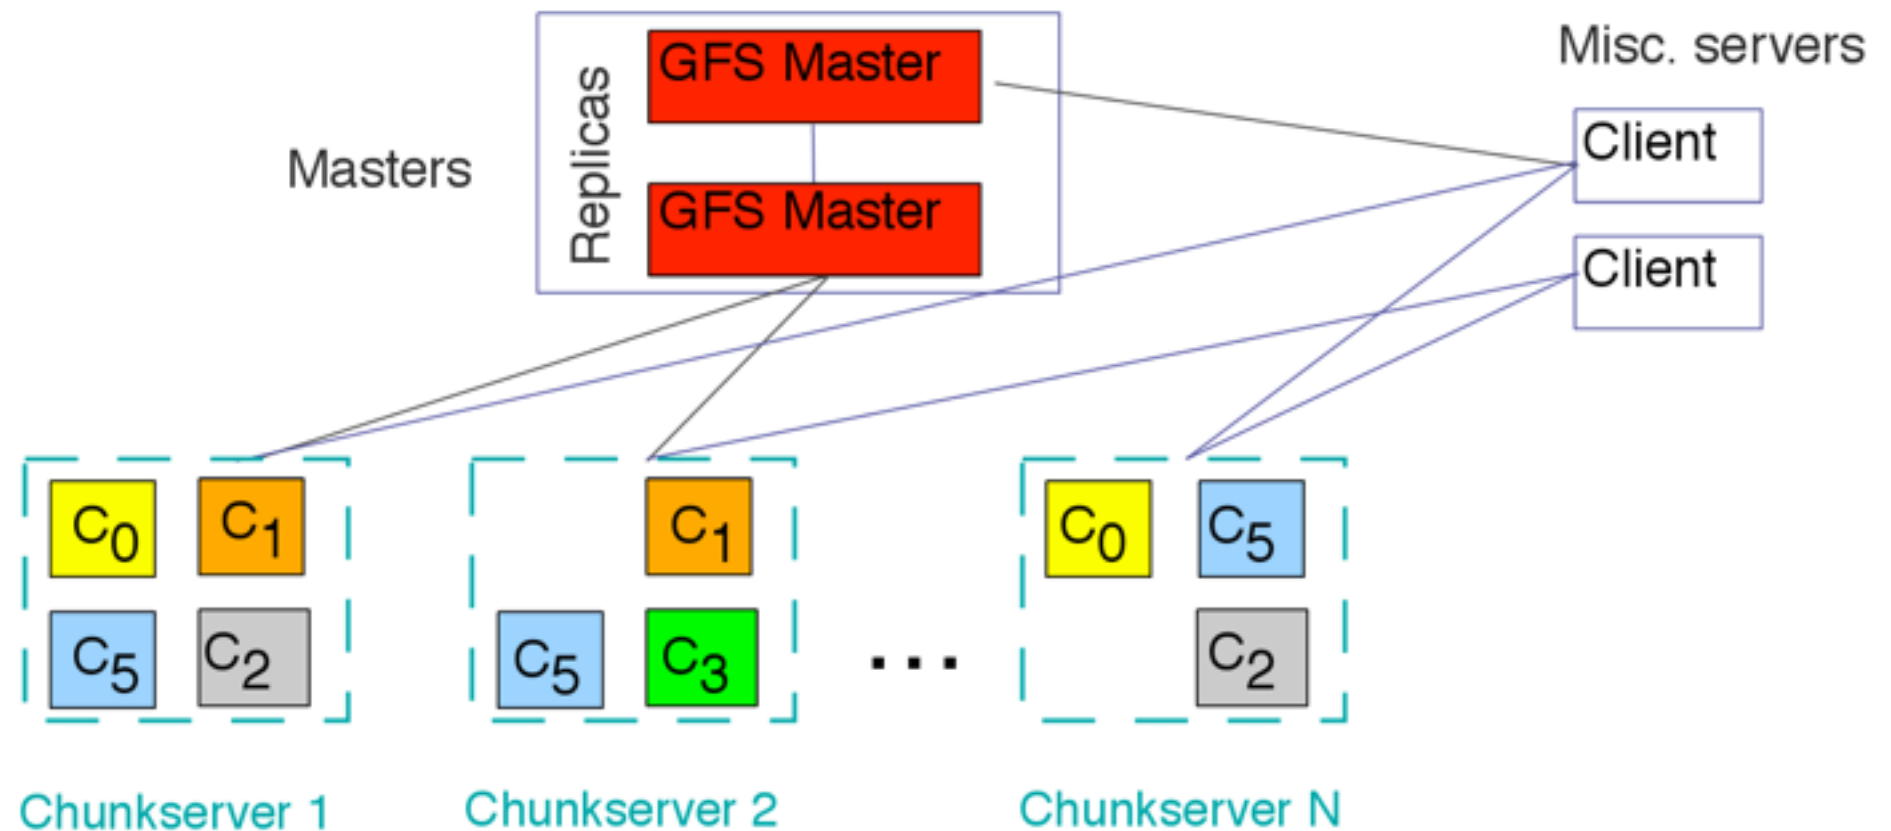 Misc. servers
Masters
Replicas
GFS Master
GFS Master
Client
Client
C0 C1
C5 C2
C1
C5 C3
...
C0 C5
C2
Chunkserver 1
Chunkserver 2
Chunkserver N